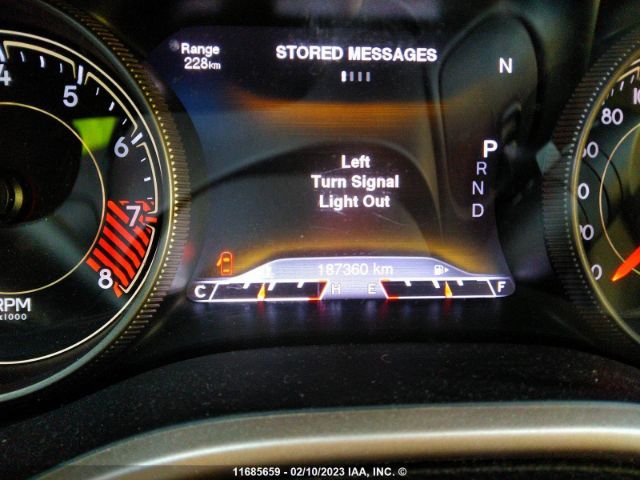 Range
228km
STORED MESSAGES
N
Left
Turn Signal
Light Out
P
R
N
D
187360 km
C
H
E
F
4
5
6
7
8
RPM
x1000
100
80
11685659 - 02/10/2023 IAA, INC. ©